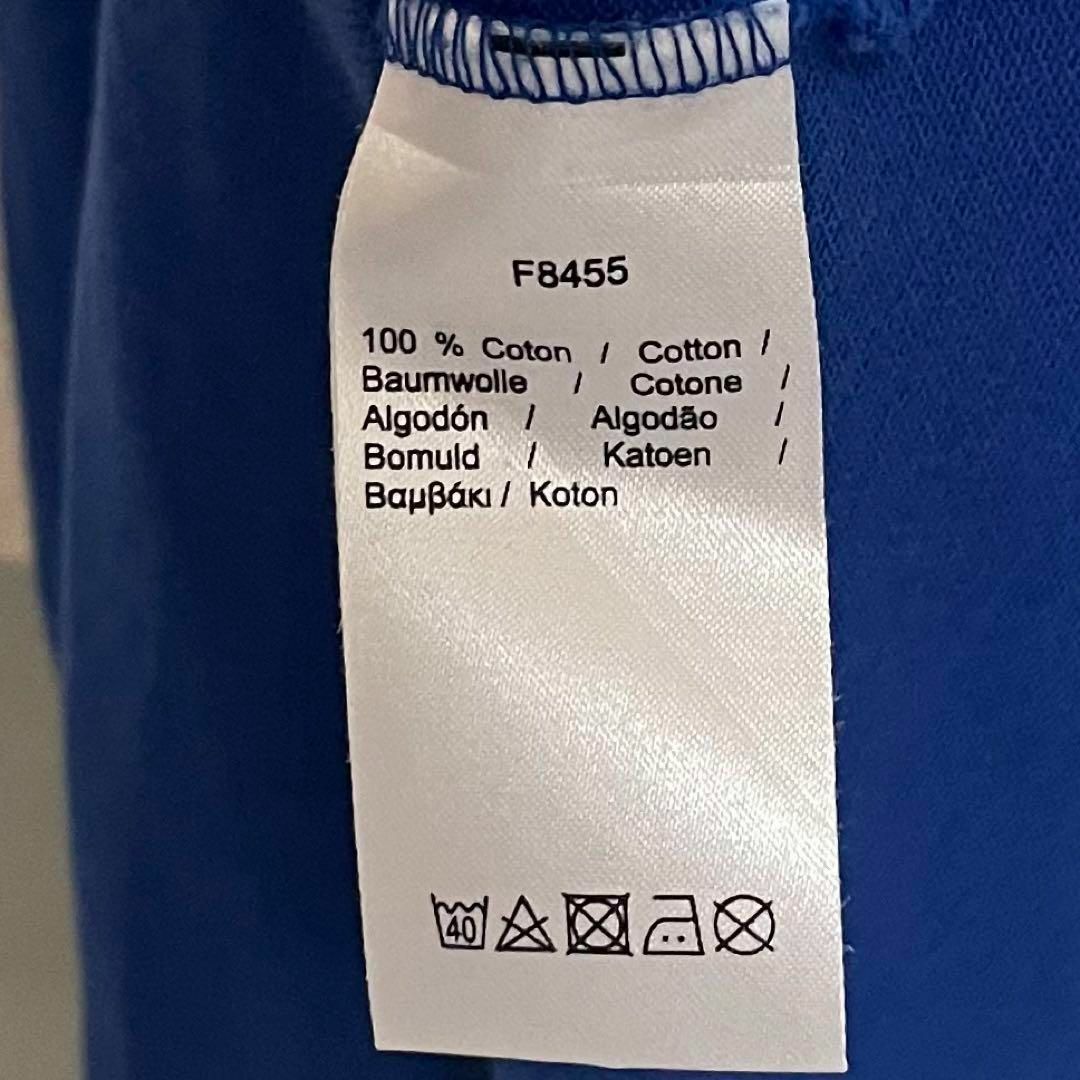 F8455
100 % Coton / Cotton /
Baumwolle / Cotone /
Algodón / Algodão /
Bomuld / Katoen /
Βαμβάκι / Koton
40